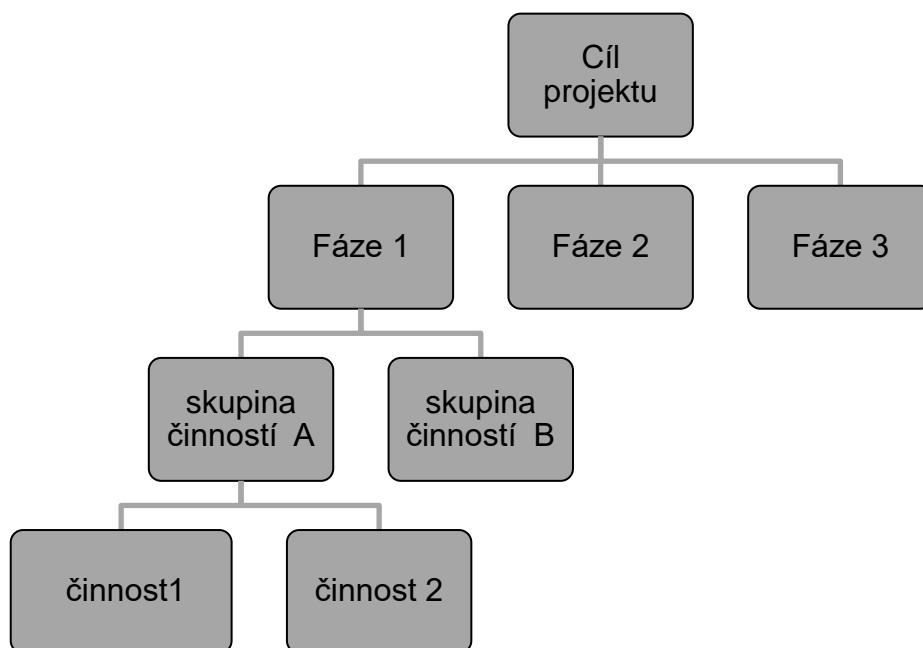 Cíl
projektu
Fáze 1
Fáze 2
Fáze 3
skupina
činností  A
skupina
činností  B
činnost1
činnost 2